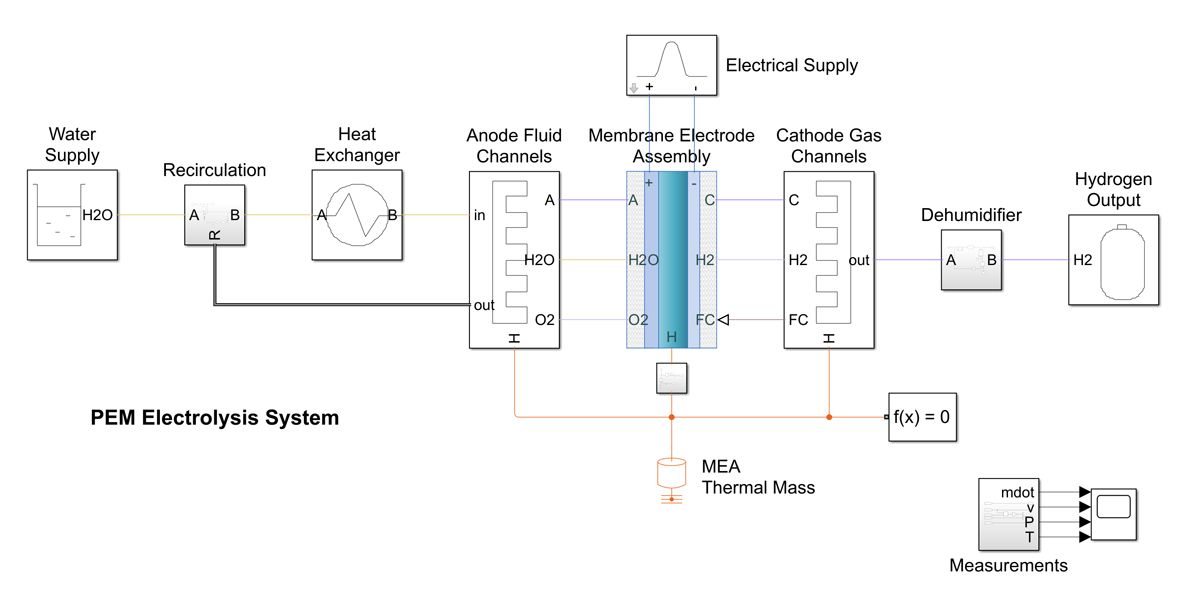 Electrical Supply
+ -
Water
Supply
H2O
Recirculation
A B
R
Heat
Exchanger
A B
Anode Fluid
Channels
in
out
A
H2O
O2
H
Membrane Electrode
Assembly
+ -
A C
H2O H2
O2 FC
H
Cathode Gas
Channels
C
H2
FC
out
H
Dehumidifier
A B
Hydrogen
Output
H2
PEM Electrolysis System
f(x) = 0
MEA
Thermal Mass
mdot
v
P
T
Measurements